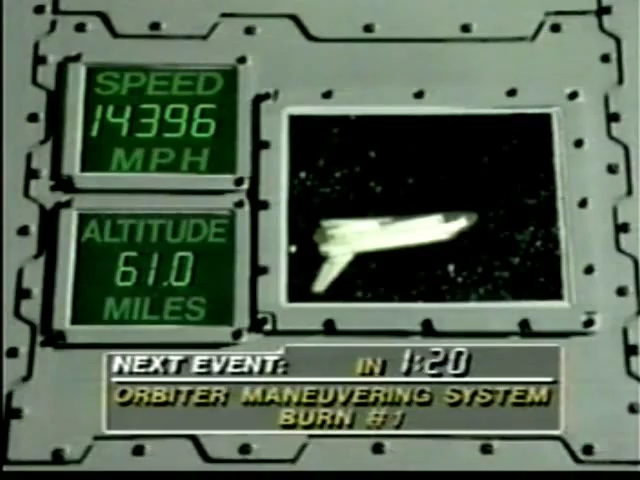 SPEED
14396
MPH
ALTITUDE
61.0
MILES
NEXT EVENT: IN 1:20
ORBITER MANEUVERING SYSTEM
BURN #1